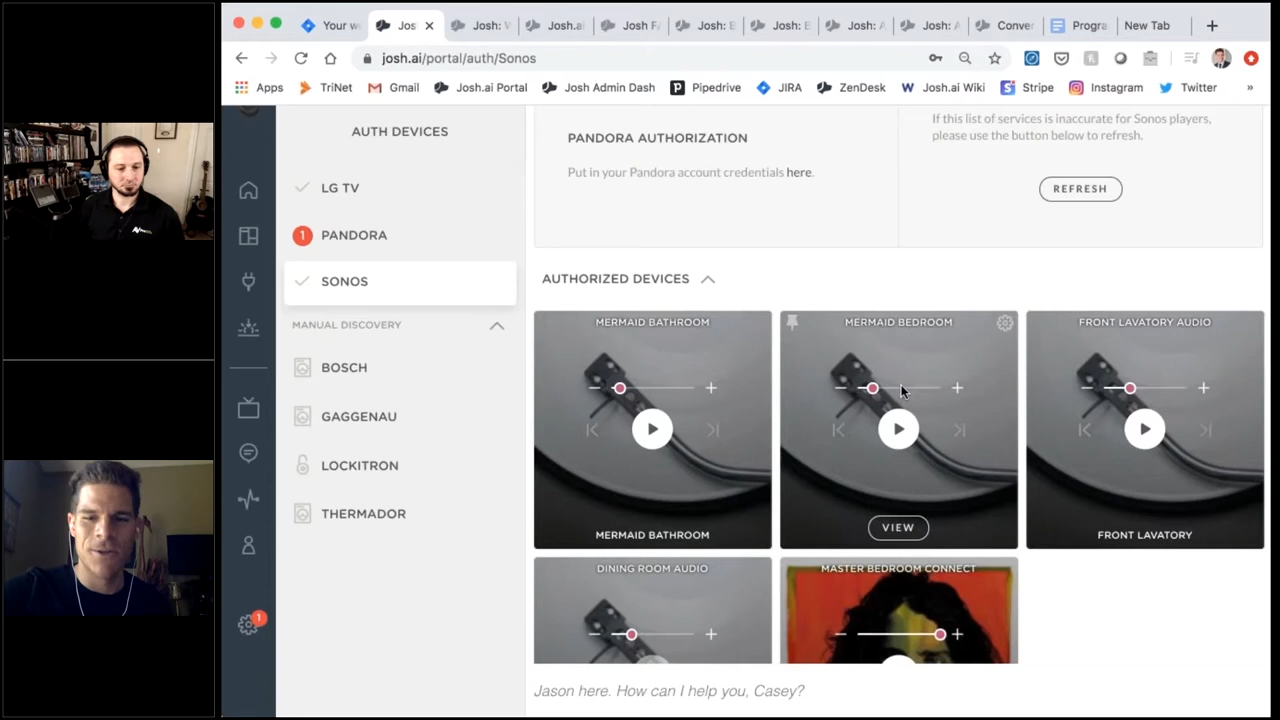 Your w
Jos
Josh: V
Josh.ai
Josh F
Josh: E
Josh: E
Josh: A
Josh: A
Conver
Progra
New Tab
josh.ai/portal/auth/Sonos
Apps
TriNet
Gmail
Josh.ai Portal
Josh Admin Dash
Pipedrive
JIRA
ZenDesk
Josh.ai Wiki
Stripe
Instagram
Twitter
»
AUTH DEVICES
LG TV
1
PANDORA
SONOS
MANUAL DISCOVERY
BOSCH
GAGGENAU
LOCKITRON
THERMADOR
1
PANDORA AUTHORIZATION
Put in your Pandora account credentials here.
If this list of services is inaccurate for Sonos players,
please use the button below to refresh.
REFRESH
AUTHORIZED DEVICES
MERMAID BATHROOM
MERMAID BEDROOM
FRONT LAVATORY AUDIO
MERMAID BATHROOM
VIEW
FRONT LAVATORY
DINING ROOM AUDIO
MASTER BEDROOM CONNECT
Jason here. How can I help you, Casey?